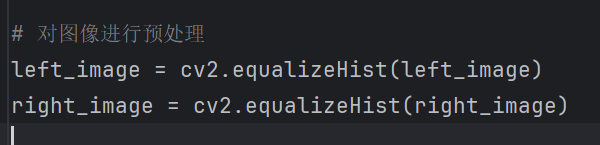 # 对图像进行预处理
left_image = cv2.equalizeHist(left_image)
right_image = cv2.equalizeHist(right_image)